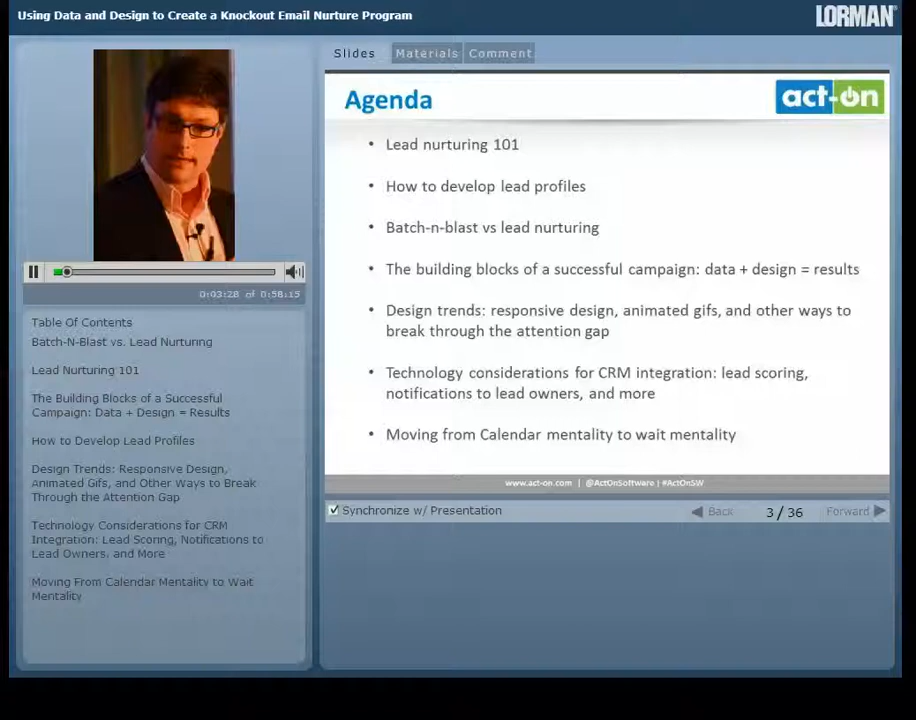 Using Data and Design to Create a Knockout Email Nurture Program
LORMAN®
Slides
Materials
Comment
Agenda
act-on
• Lead nurturing 101
• How to develop lead profiles
• Batch-n-blast vs lead nurturing
• The building blocks of a successful campaign: data + design = results
• Design trends: responsive design, animated gifs, and other ways to
break through the attention gap
• Technology considerations for CRM integration: lead scoring,
notifications to lead owners, and more
• Moving from Calendar mentality to wait mentality
www.act-on.com | @ActOnSoftware | #ActOnSW
0:03:28 of 0:58:15
Table Of Contents
Batch-N-Blast vs. Lead Nurturing
Lead Nurturing 101
The Building Blocks of a Successful
Campaign: Data + Design = Results
How to Develop Lead Profiles
Design Trends: Responsive Design,
Animated Gifs, and Other Ways to Break
Through the Attention Gap
Technology Considerations for CRM
Integration: Lead Scoring, Notifications to
Lead Owners, and More
Moving From Calendar Mentality to Wait
Mentality
Synchronize w/ Presentation
Back
3 / 36
Forward